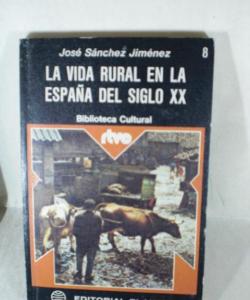 José Sánchez Jiménez 8
LA VIDA RURAL EN LA
ESPAÑA DEL SIGLO XX
Biblioteca Cultural
rtve
EDITORIAL